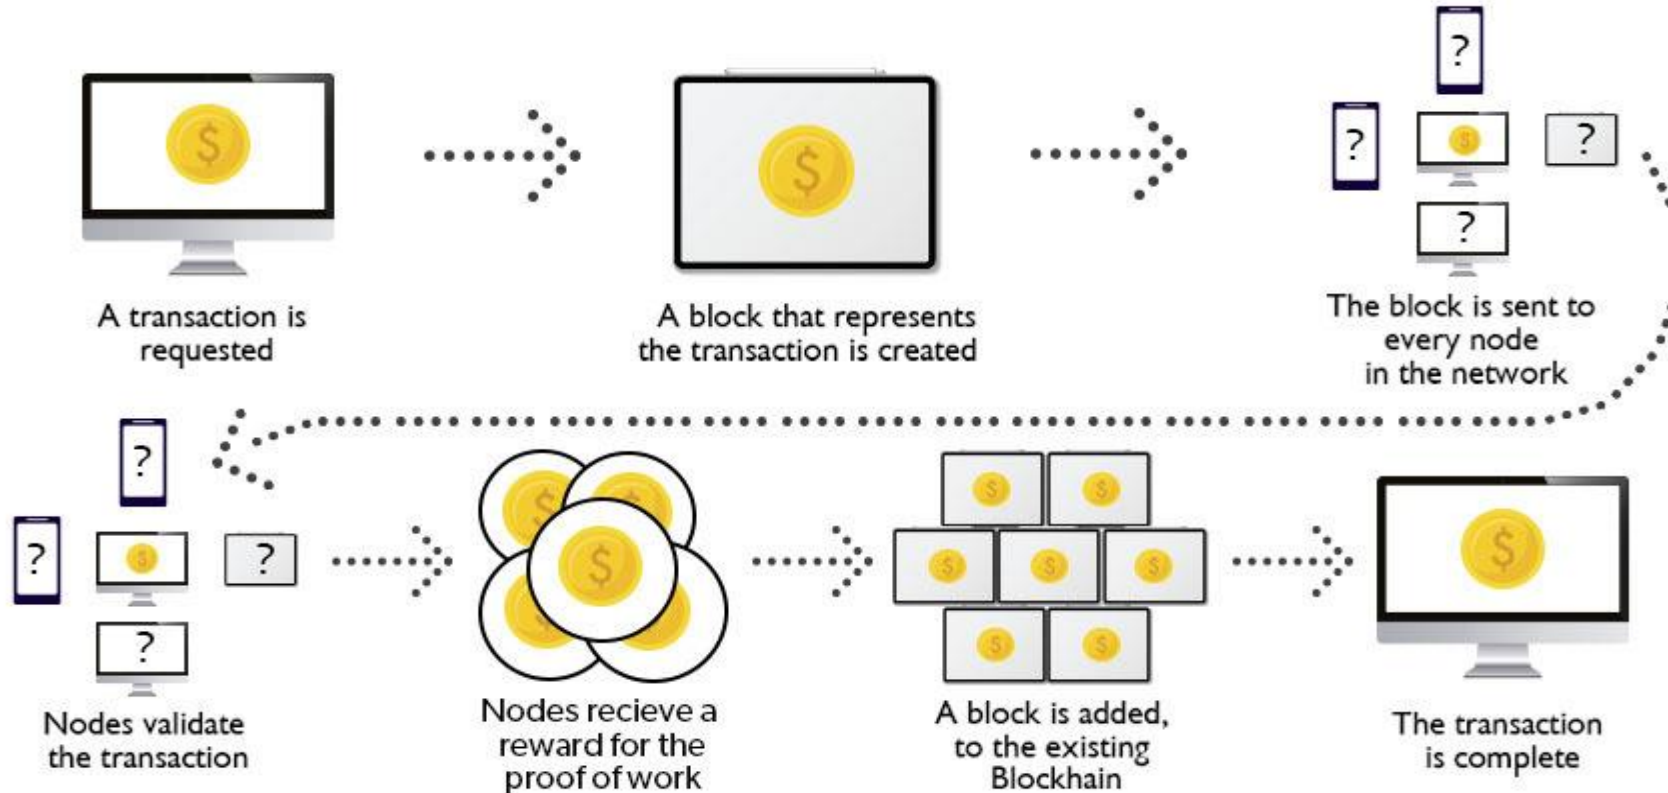 $
$
?
?
$
?
?
A transaction is
requested
A block that represents
the transaction is created
The block is sent to
every node
in the network
?
?
$
?
?
$
$
$
$
$
$
$
$
$
$
$
$
$
Nodes validate
the transaction
Nodes recieve a
reward for the
proof of work
A block is added,
to the existing
Blockhain
The transaction
is complete